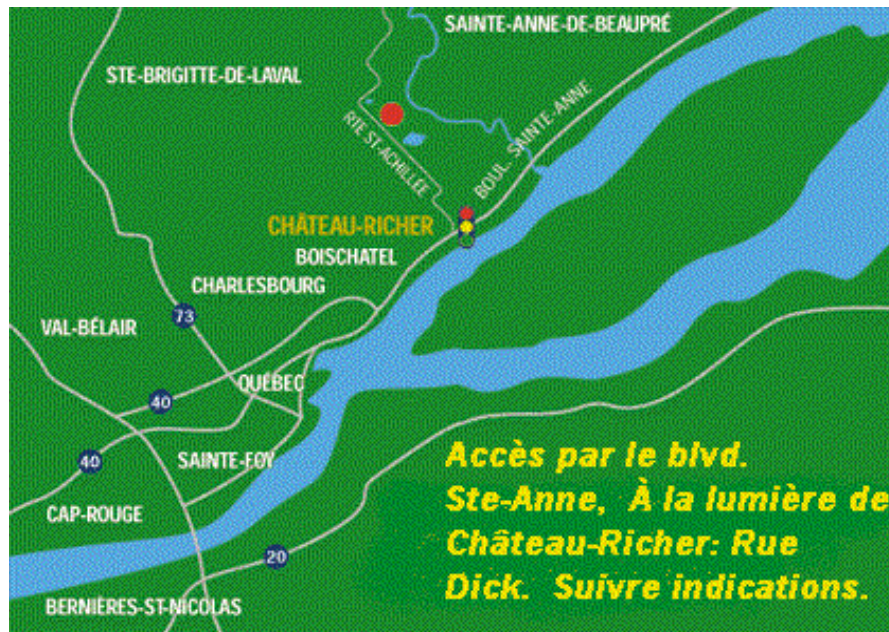 SAINTE-ANNE-DE-BEAUPRÉ
STE-BRIGITTE-DE-LAVAL
BOUL. SAINTE-ANNE
RTE ST-ACHILLÉE
CHÂTEAU-RICHER
BOISCHATEL
CHARLESBOURG
73
VAL-BÉLAIR
QUÉBEC
40
40
SAINTE-FOY
CAP-ROUGE
20
BERNIÈRES-ST-NICOLAS
Accès par le blvd.
Ste-Anne, À la lumière de
Château-Richer: Rue
Dick. Suivre indications.